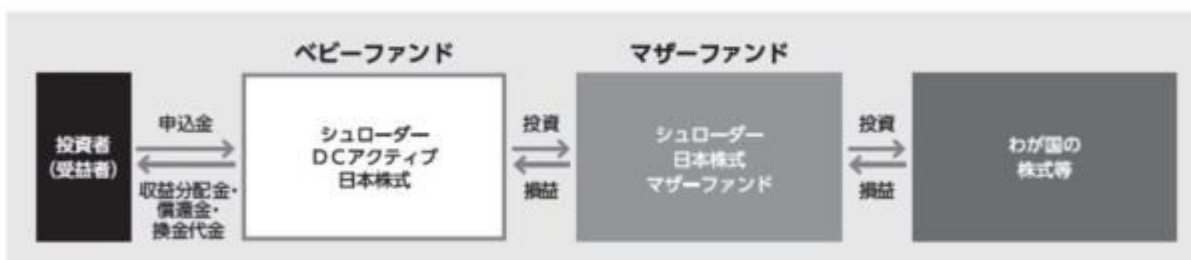 ベビーファンド
マザーファンド
投資者
(受益者)
申込金
収益分配金・
償還金・
換金代金
シュローダー
DCアクティブ
日本株式
投資
損益
シュローダー
日本株式
マザーファンド
投資
損益
わが国の
株式等